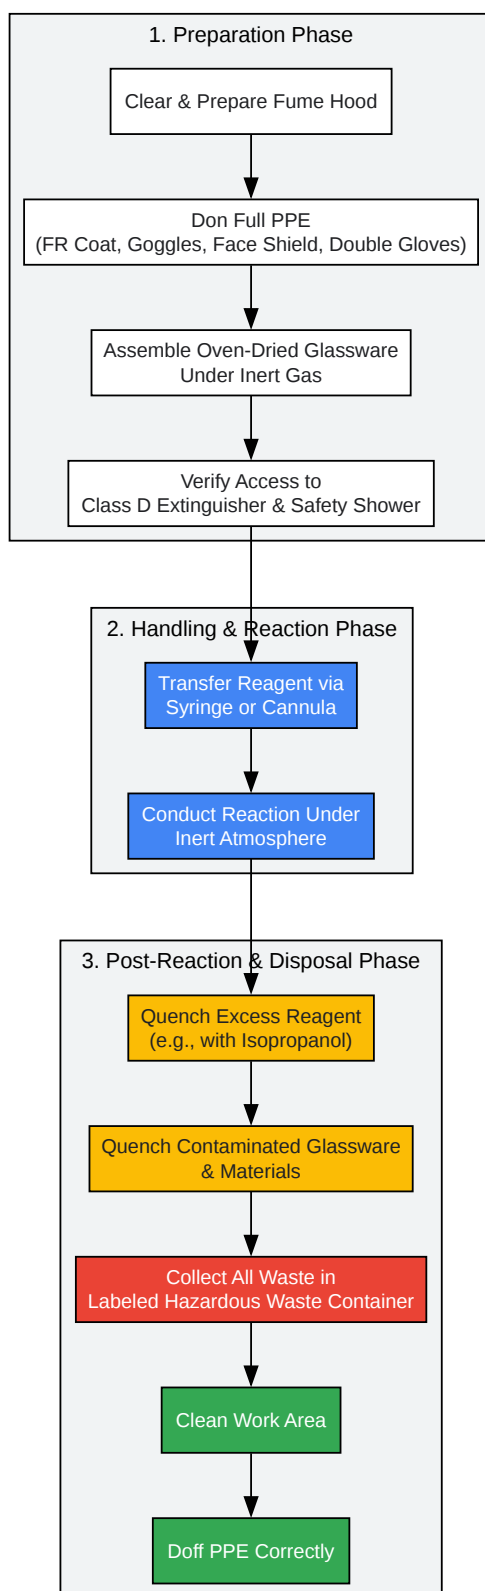 1. Preparation Phase
Clear & Prepare Fume Hood
Don Full PPE
(FR Coat, Goggles, Face Shield, Double Gloves)
Assemble Oven-Dried Glassware
Under Inert Gas
Verify Access to
Class D Extinguisher & Safety Shower
2. Handling & Reaction Phase
Transfer Reagent via
Syringe or Cannula
Conduct Reaction Under
Inert Atmosphere
3. Post-Reaction & Disposal Phase
Quench Excess Reagent
(e.g., with Isopropanol)
Quench Contaminated Glassware
& Materials
Collect All Waste in
Labeled Hazardous Waste Container
Clean Work Area
Doff PPE Correctly